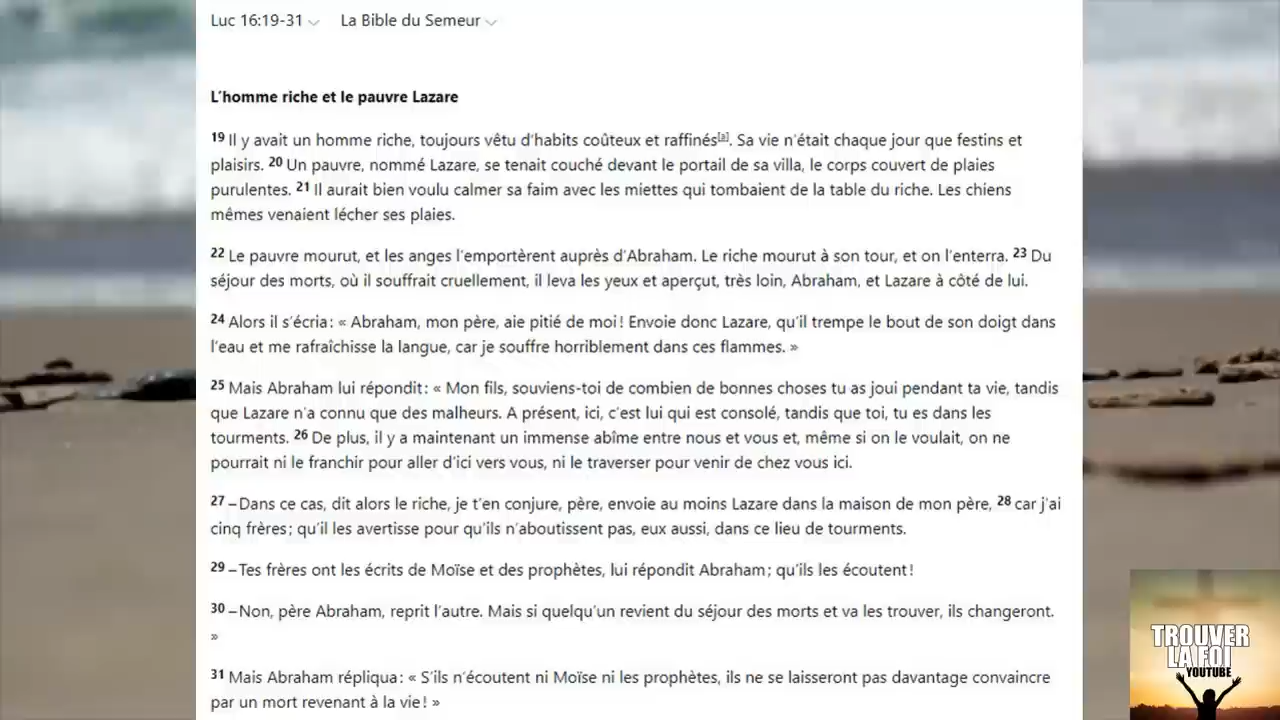 Luc 16:19-31 La Bible du Semeur
L'homme riche et le pauvre Lazare
19 Il y avait un homme riche, toujours vêtu d'habits coûteux et raffinés[a]. Sa vie n'était chaque jour que festins et
plaisirs. 20 Un pauvre, nommé Lazare, se tenait couché devant le portail de sa villa, le corps couvert de plaies
purulentes. 21 Il aurait bien voulu calmer sa faim avec les miettes qui tombaient de la table du riche. Les chiens
mêmes venaient lécher ses plaies.
22 Le pauvre mourut, et les anges l'emportèrent auprès d'Abraham. Le riche mourut à son tour, et on l'enterra. 23 Du
séjour des morts, où il souffrait cruellement, il leva les yeux et aperçut, très loin, Abraham, et Lazare à côté de lui.
24 Alors il s'écria : « Abraham, mon père, aie pitié de moi ! Envoie donc Lazare, qu'il trempe le bout de son doigt dans
l'eau et me rafraîchisse la langue, car je souffre horriblement dans ces flammes. »
25 Mais Abraham lui répondit : « Mon fils, souviens-toi de combien de bonnes choses tu as joui pendant ta vie, tandis
que Lazare n'a connu que des malheurs. A présent, ici, c'est lui qui est consolé, tandis que toi, tu es dans les
tourments. 26 De plus, il y a maintenant un immense abîme entre nous et vous et, même si on le voulait, on ne
pourrait ni le franchir pour aller d'ici vers vous, ni le traverser pour venir de chez vous ici.
27 – Dans ce cas, dit alors le riche, je t'en conjure, père, envoie au moins Lazare dans la maison de mon père, 28 car j'ai
cinq frères ; qu'il les avertisse pour qu'ils n'aboutissent pas, eux aussi, dans ce lieu de tourments.
29 – Tes frères ont les écrits de Moïse et des prophètes, lui répondit Abraham ; qu'ils les écoutent !
30 – Non, père Abraham, reprit l'autre. Mais si quelqu'un revient du séjour des morts et va les trouver, ils changeront.
»
31 Mais Abraham répliqua : « S'ils n'écoutent ni Moïse ni les prophètes, ils ne se laisseront pas davantage convaincre
par un mort revenant à la vie ! »
TROUVER
LA FOI
YOUTUBE